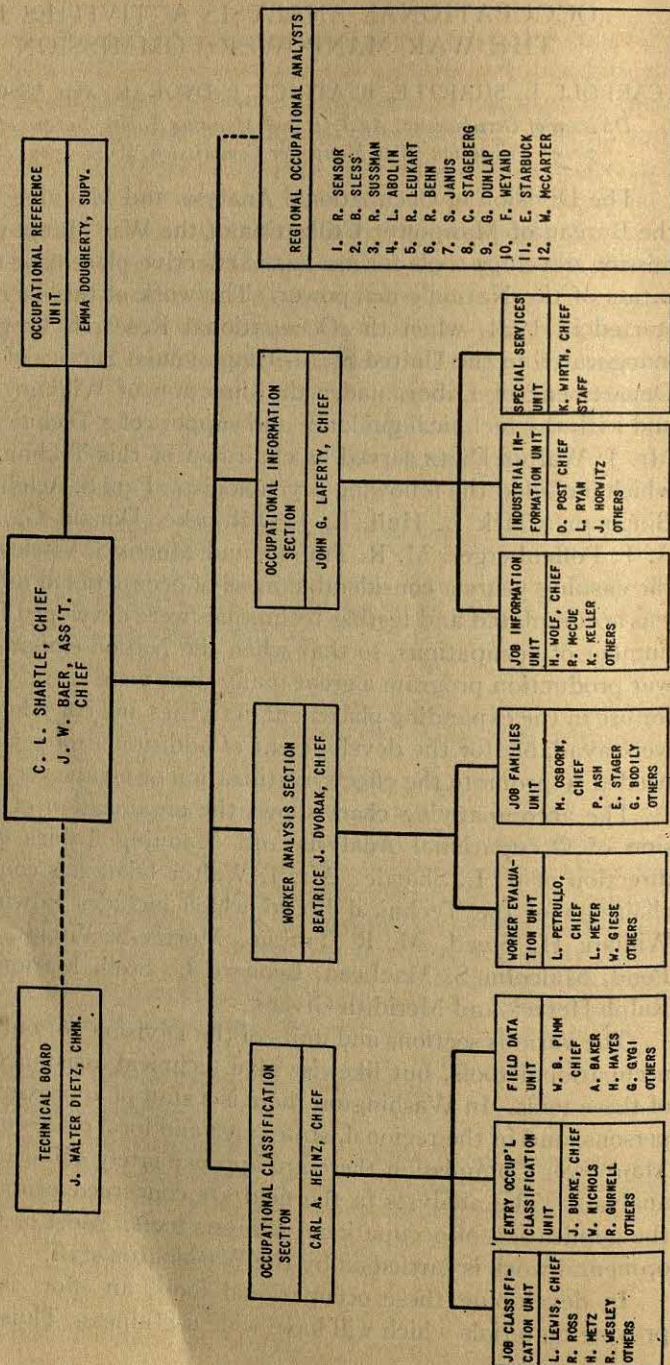 C. L. SHARTLE, CHIEF
J. W. BAER, ASS'T.
CHIEF
TECHNICAL BOARD
J. WALTER DIETZ, CHMN.
OCCUPATIONAL REFERENCE
UNIT
EMMA DOUGHERTY, SUPV.
OCCUPATIONAL CLASSIFICATION
SECTION
CARL A. HEINZ, CHIEF
WORKER ANALYSIS SECTION
BEATRICE J. DVORAK, CHIEF
OCCUPATIONAL INFORMATION
SECTION
JOHN G. LAFERTY, CHIEF
REGIONAL OCCUPATIONAL ANALYSTS
1. R. SENSOR
2. B. SLESS
3. R. SUSSMAN
4. L. ABOLIN
5. R. LEUKART
6. R. BEHN
7. S. JANUS
8. C. STAGEBERG
9. G. DUNLAP
10. F. WEYAND
11. E. STARBUCK
12. W. McCARTER
JOB CLASSIFI-
CATION UNIT
L. LEWIS, CHIEF
R. ROSS
H. METZ
R. WESLEY
OTHERS
ENTRY OCCUP'L
CLASSIFICATION
UNIT
J. BURKE, CHIEF
W. NICHOLS
R. GURNELL
OTHERS
FIELD DATA
UNIT
W. B. PIMM
CHIEF
A. BAKER
H. HAYES
G. GYGI
OTHERS
WORKER EVALUA-
TION UNIT
L. PETRULLO,
CHIEF
L. MEYER
W. GIESE
OTHERS
JOB FAMILIES
UNIT
M. OSBORN,
CHIEF
P. ASH
E. STAGER
G. BODILY
OTHERS
JOB INFORMATION
UNIT
H. WOLF, CHIEF
R. McCUE
K. KELLER
OTHERS
INDUSTRIAL IN-
FORMATION UNIT
D. POST CHIEF
L. RYAN
J. HORWITZ
OTHERS
SPECIAL SERVICES
UNIT
K. WIRTH, CHIEF
STAFF